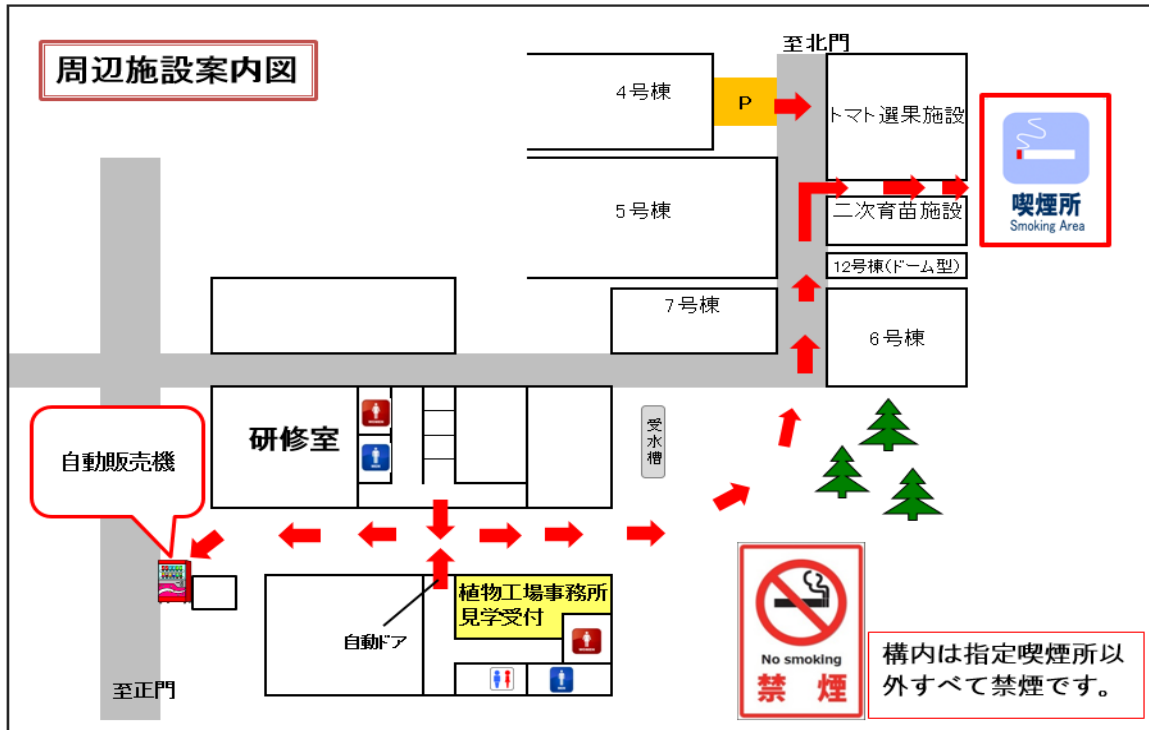 周辺施設案内図
至北門
4号棟
P
トマト選果施設
喫煙所
Smoking Area
5号棟
二次育苗施設
12号棟(ドーム型)
7号棟
6号棟
研修室
WOMEN
MEN
受水槽
自動販売機
植物工場事務所
見学受付
自動ドア
WOMEN
MEN
至正門
No smoking
禁煙
構内は指定喫煙所以
外すべて禁煙です。